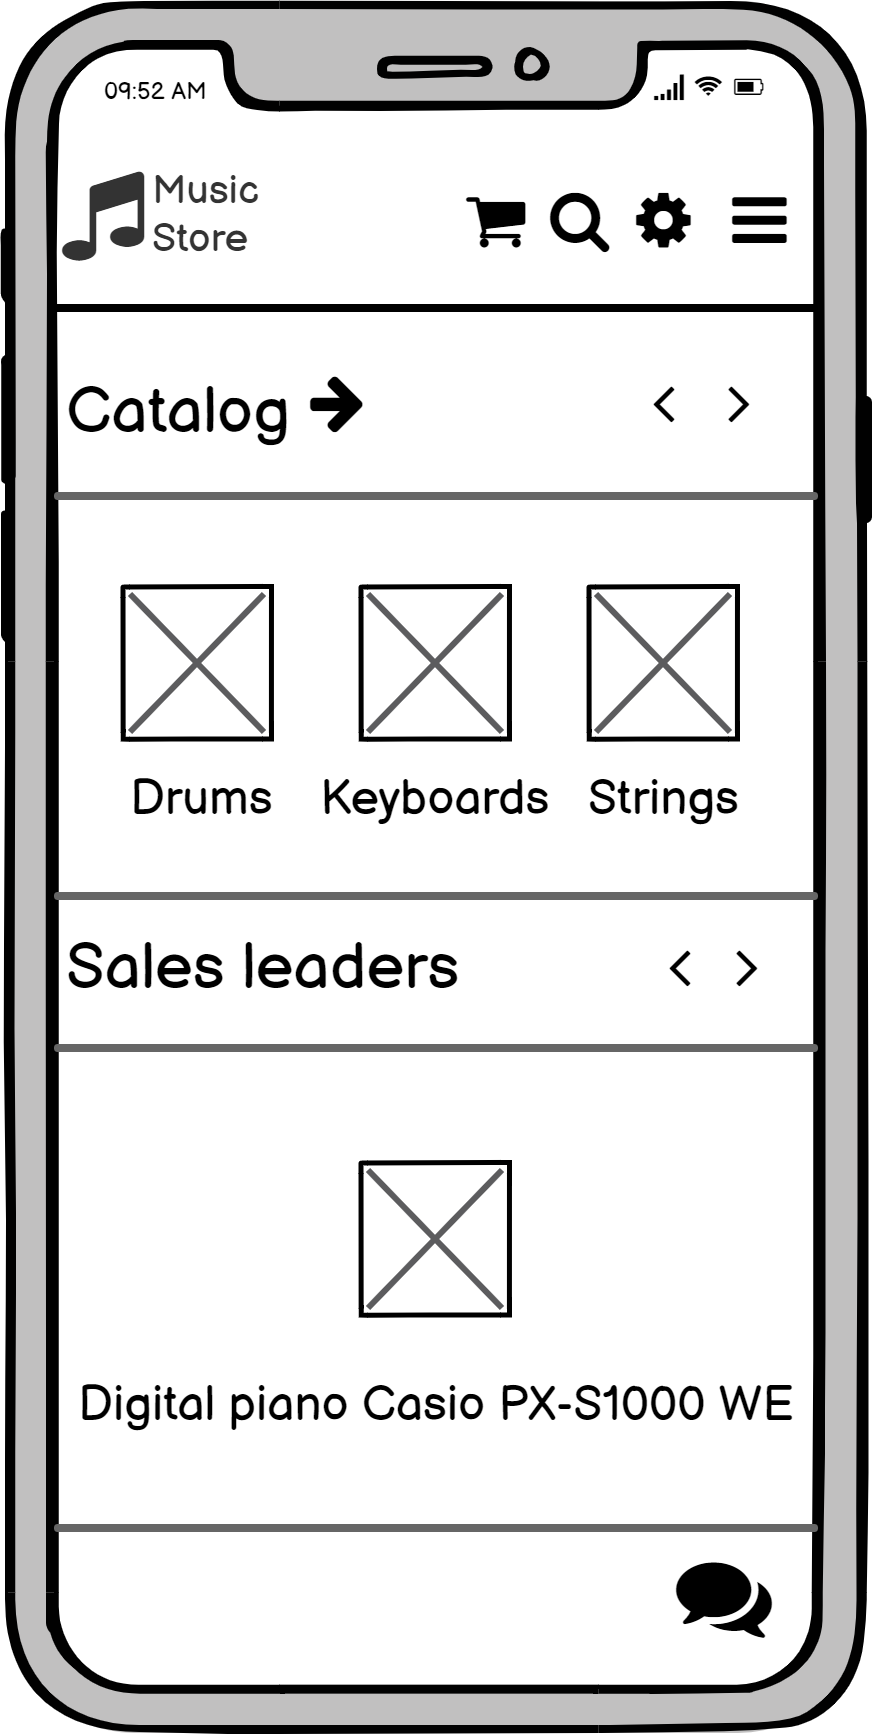 09:52 AM
Music
Store
Catalog
Drums Keyboards Strings
Sales leaders
Digital piano Casio PX-S1000 WE